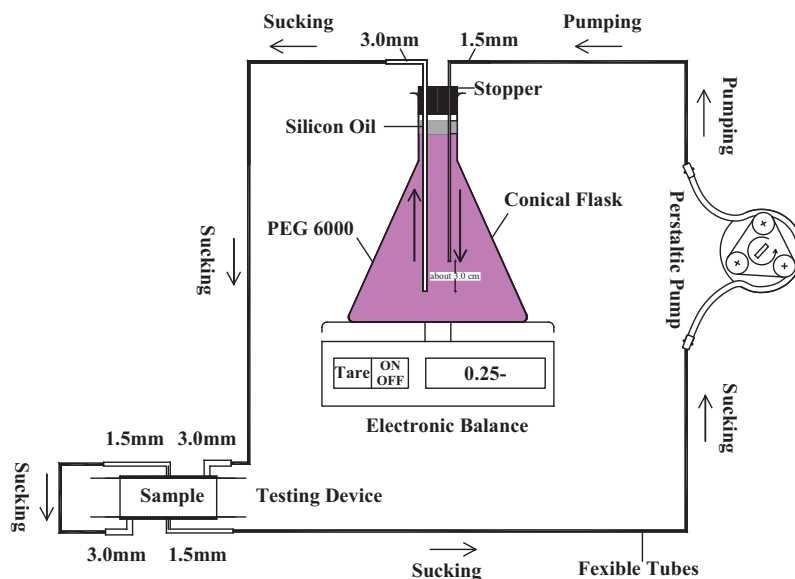 Sucking
Pumping
3.0mm
1.5mm
Stopper
Silicon Oil
Pumping
Conical Flask
PEG 6000
Sucking
about 3.0 cm
Perstaltic Pump
Tare
ON
OFF
0.25-
Electronic Balance
Sucking
1.5mm
3.0mm
Sucking
Sample
Testing Device
3.0mm
1.5mm
Sucking
Fexible Tubes